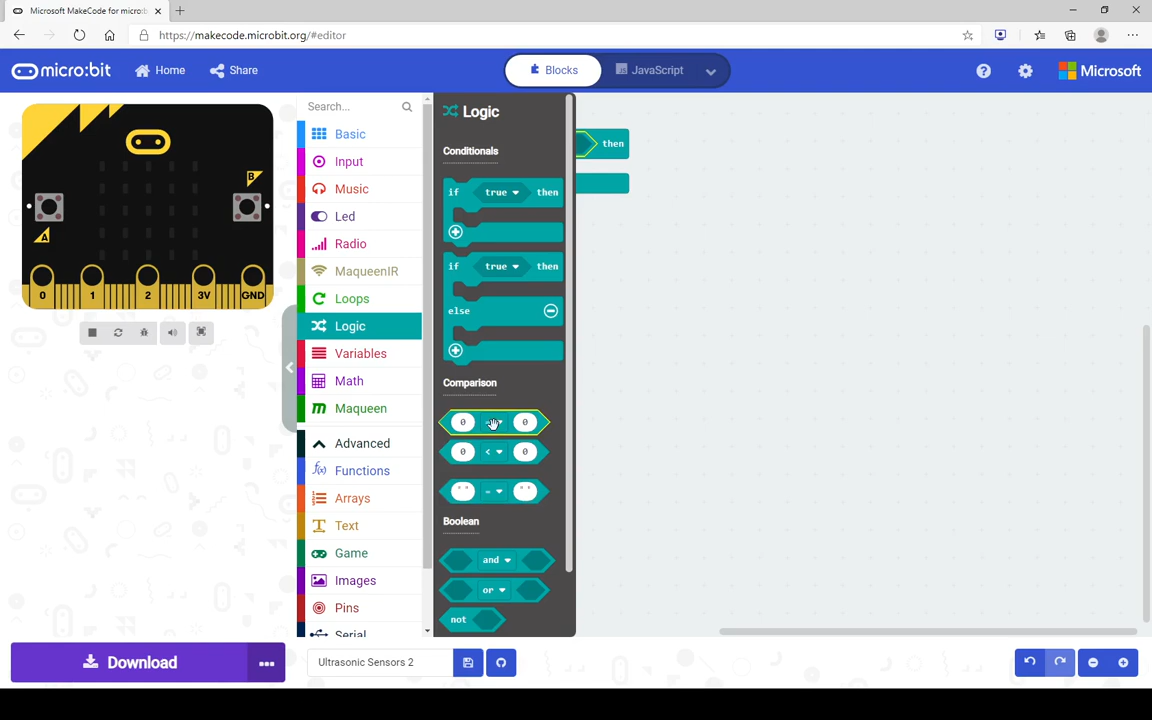 Microsoft MakeCode for micro:b
https://makecode.microbit.org/#editor
micro:bit
Home
Share
Blocks
JavaScript
Microsoft
Search...
Basic
Input
Music
Led
Radio
MaqueenIR
Loops
Logic
Variables
Math
Maqueen
Advanced
Functions
Arrays
Text
Game
Images
Pins
Serial
Logic
Conditionals
if true then
if true then
else
Comparison
0 0
0 < 0
" " = " "
Boolean
and
or
not
then
B
A
0 1 2 3V GND
Download
Ultrasonic Sensors 2